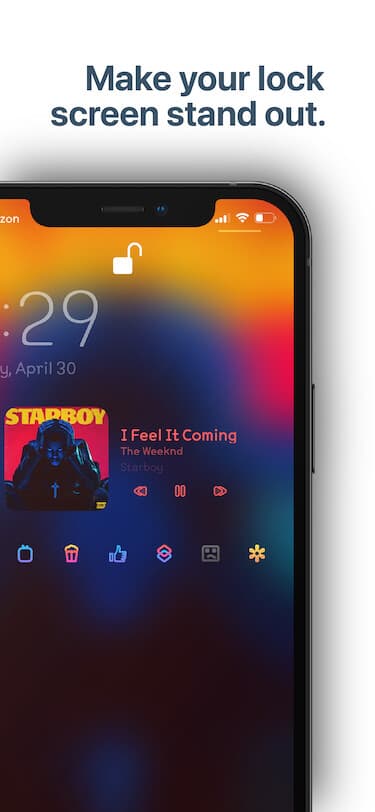 Make your lock
screen stand out.
zon
:29
y, April 30
STARBOY
I Feel It Coming
The Weeknd
Starboy